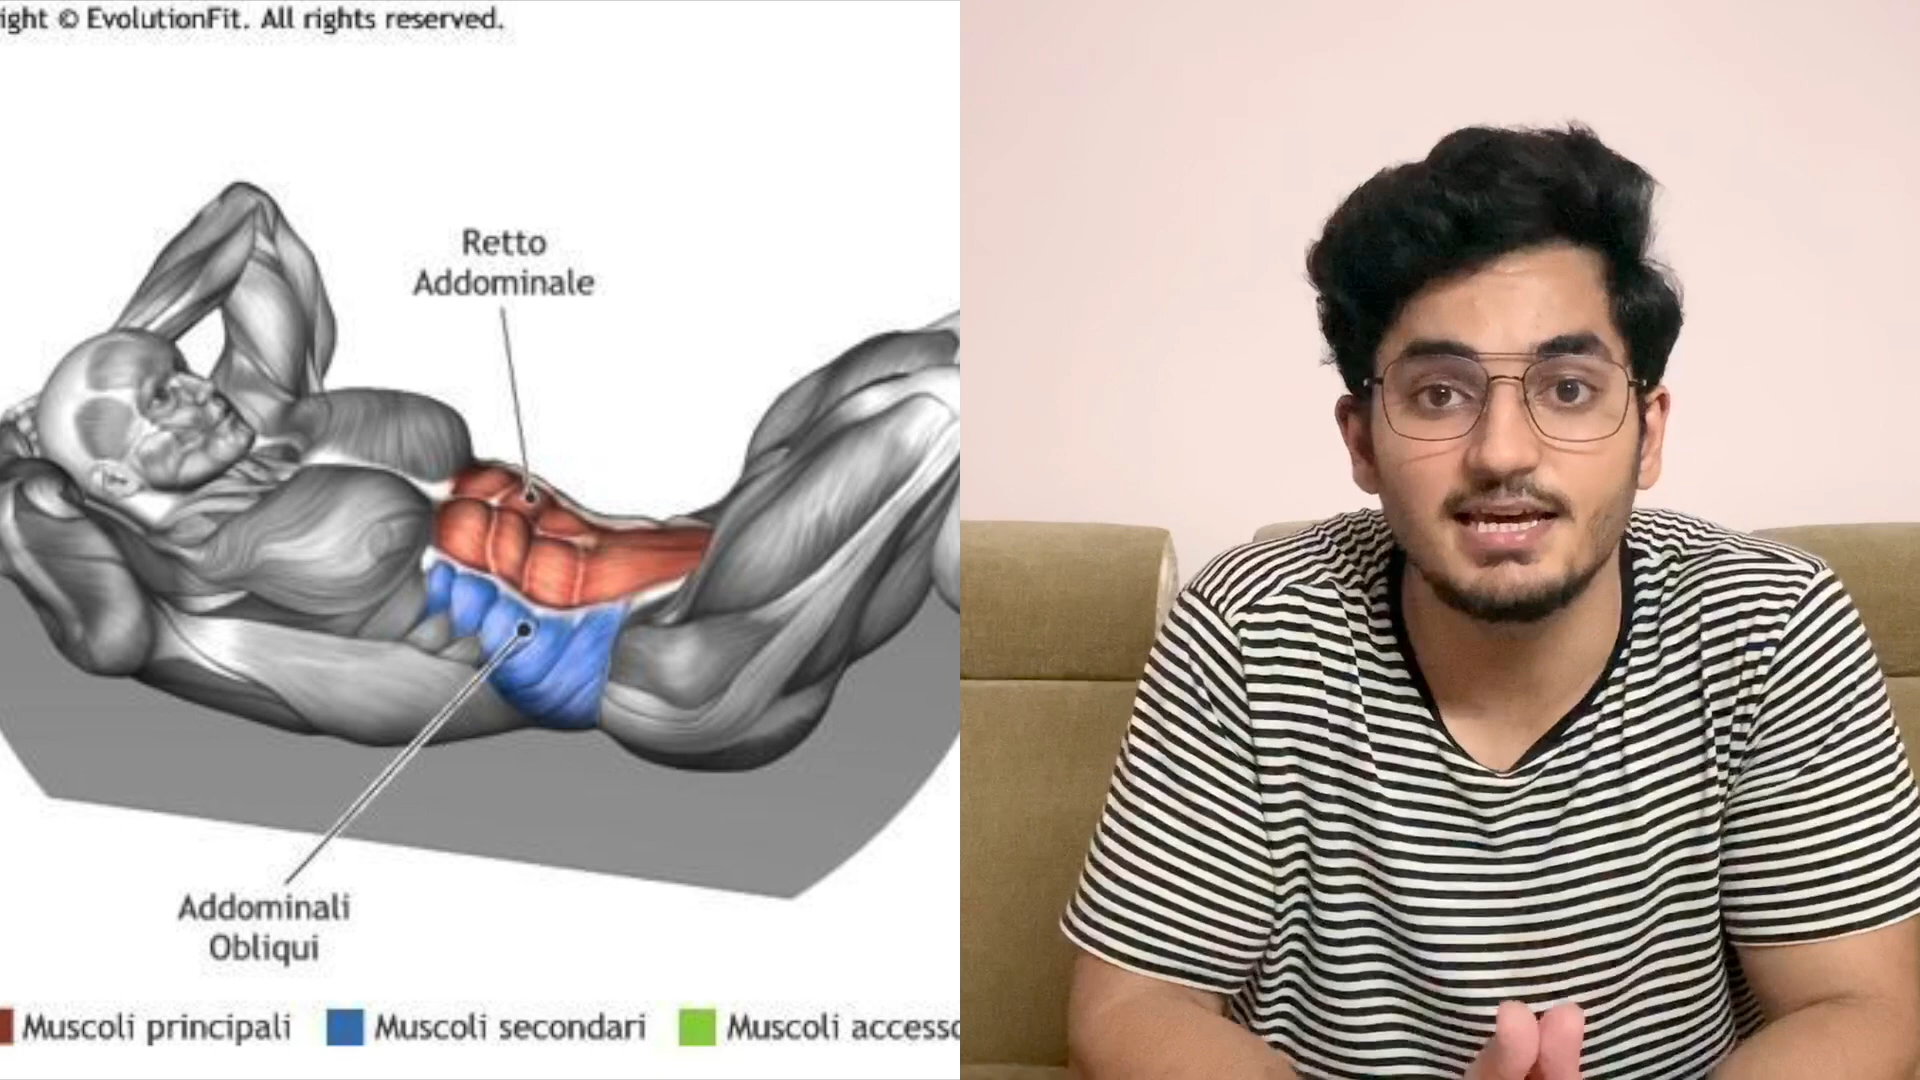 ight © EvolutionFit. All rights reserved.
Retto
Addominale
Addominali
Obliqui
Muscoli principali
Muscoli secondari
Muscoli accesso